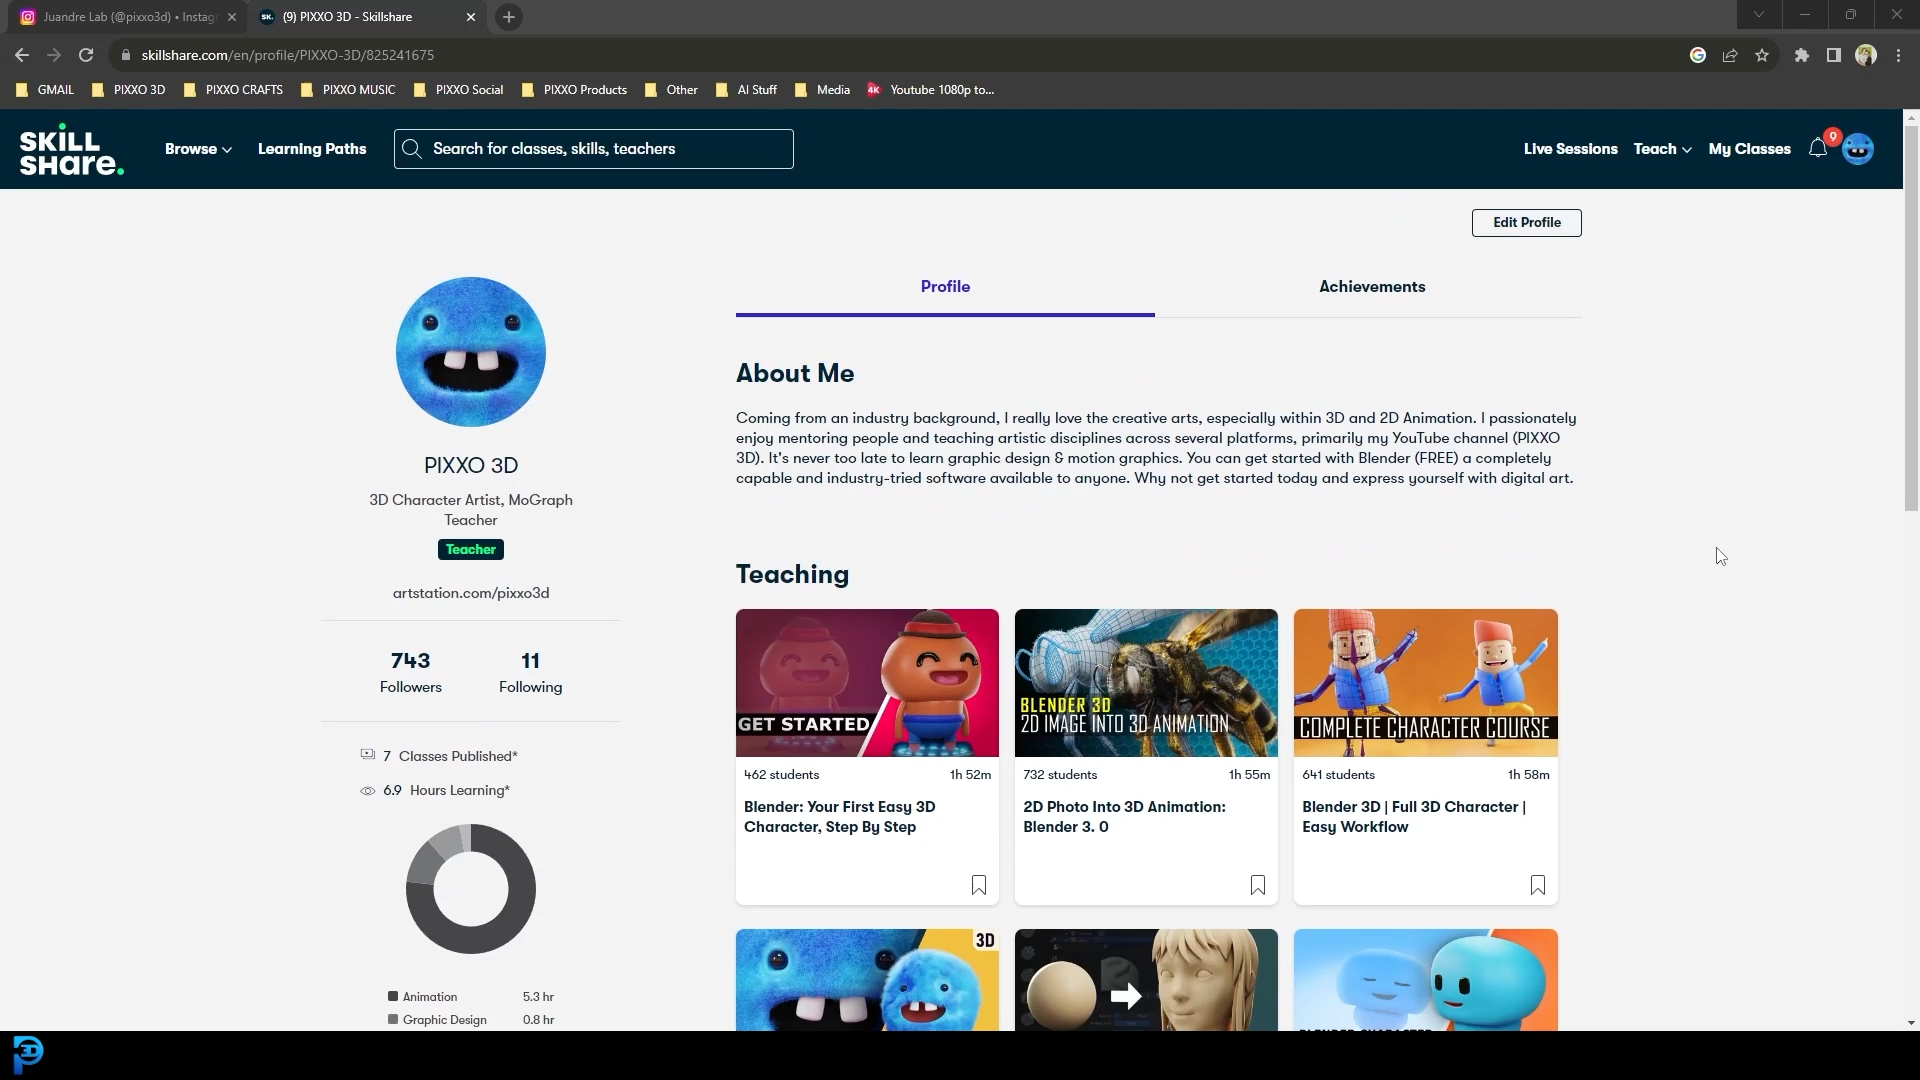 Juandre Lab (@pixxo3d) • Instag
SK.
(9) PIXXO 3D - Skillshare
skillshare.com/en/profile/PIXXO-3D/825241675
GMAIL
PIXXO 3D
PIXXO CRAFTS
PIXXO MUSIC
PIXXO Social
PIXXO Products
Other
AI Stuff
Media
4K
Youtube 1080p to...
SKILL
SHARE.
Browse
Learning Paths
Search for classes, skills, teachers
Live Sessions
Teach
My Classes
9
Edit Profile
Profile
Achievements
PIXXO 3D
3D Character Artist, MoGraph
Teacher
Teacher
artstation.com/pixxo3d
743
Followers
11
Following
7 Classes Published*
6.9 Hours Learning*
Animation 5.3 hr
Graphic Design 0.8 hr
About Me
Coming from an industry background, I really love the creative arts, especially within 3D and 2D Animation. I passionately
enjoy mentoring people and teaching artistic disciplines across several platforms, primarily my YouTube channel (PIXXO
3D). It's never too late to learn graphic design & motion graphics. You can get started with Blender (FREE) a completely
capable and industry-tried software available to anyone. Why not get started today and express yourself with digital art.
Teaching
GET STARTED
462 students 1h 52m
Blender: Your First Easy 3D
Character, Step By Step
BLENDER 3D
2D IMAGE INTO 3D ANIMATION
732 students 1h 55m
2D Photo Into 3D Animation:
Blender 3. 0
COMPLETE CHARACTER COURSE
641 students 1h 58m
Blender 3D | Full 3D Character |
Easy Workflow
3D
BLENDER CHARACTER
3D